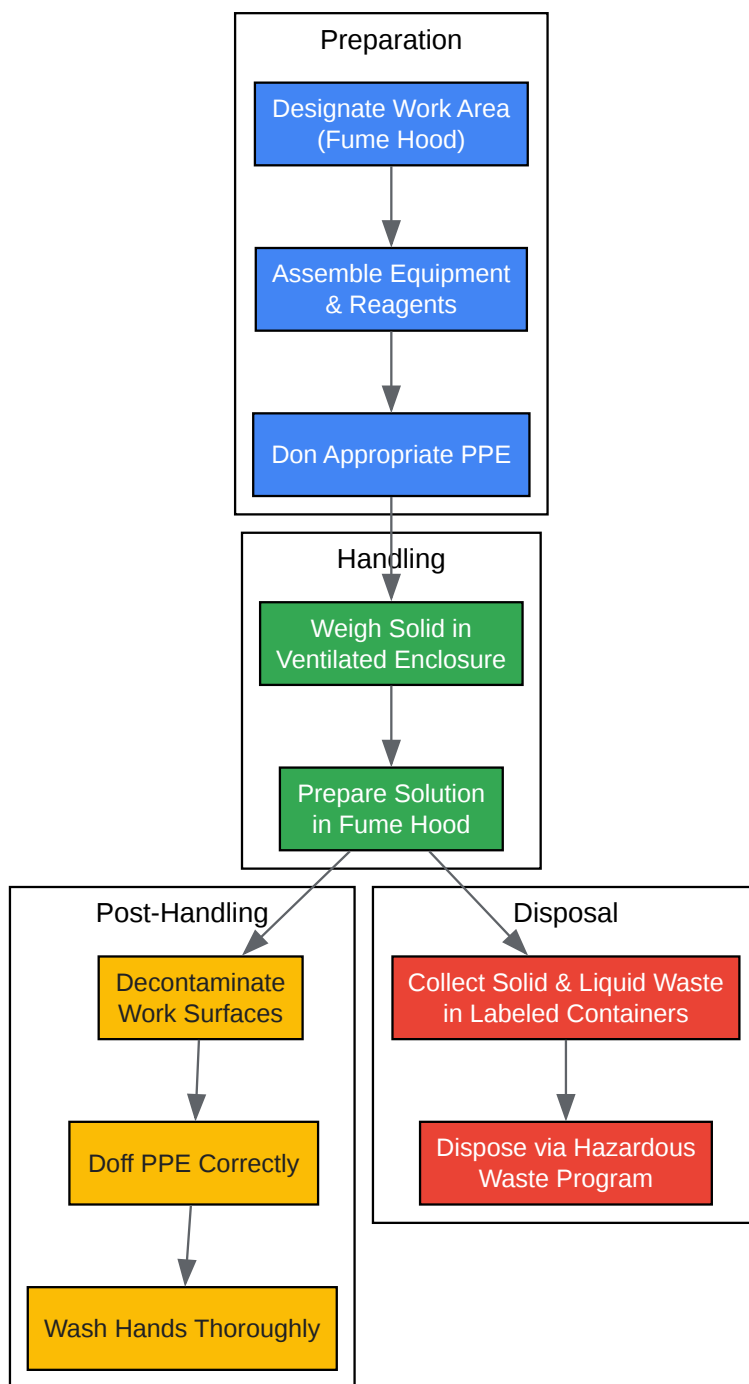 Preparation
Designate Work Area
(Fume Hood)
Assemble Equipment
& Reagents
Don Appropriate PPE
Handling
Weigh Solid in
Ventilated Enclosure
Prepare Solution
in Fume Hood
Post-Handling
Decontaminate
Work Surfaces
Doff PPE Correctly
Wash Hands Thoroughly
Disposal
Collect Solid & Liquid Waste
in Labeled Containers
Dispose via Hazardous
Waste Program